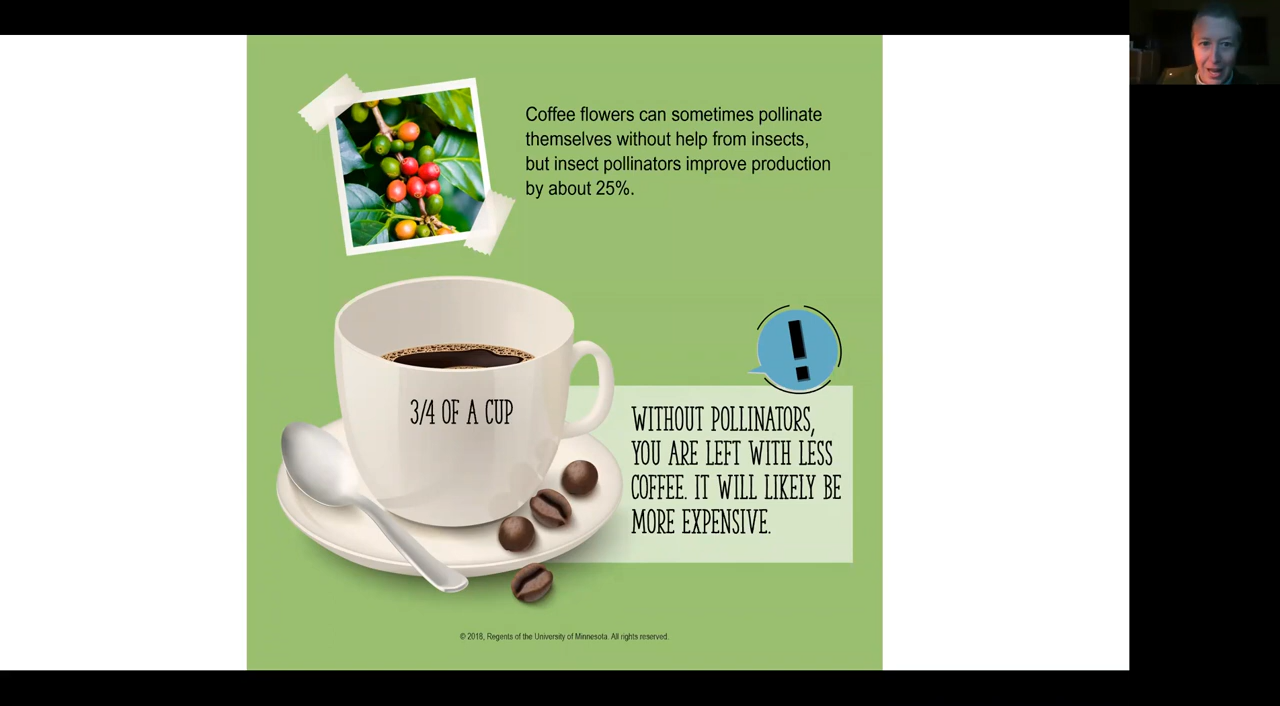 Coffee flowers can sometimes pollinate
themselves without help from insects,
but insect pollinators improve production
by about 25%.
!
3/4 OF A CUP
WITHOUT POLLINATORS,
YOU ARE LEFT WITH LESS
COFFEE. IT WILL LIKELY BE
MORE EXPENSIVE.
© 2018, Regents of the University of Minnesota. All rights reserved.